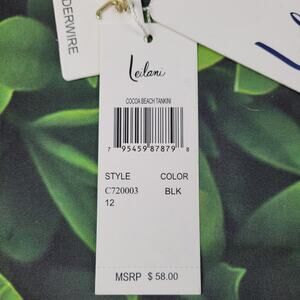 DERWIRE
Leilani
COCOA BEACH TANKINI
7 95459 87879 8
STYLE COLOR
C720003 BLK
12
MSRP $ 58.00